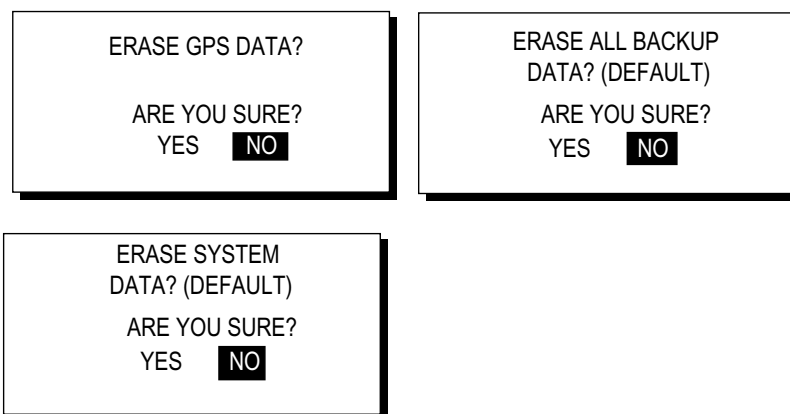 ERASE GPS DATA?
ARE YOU SURE?
YES NO
ERASE ALL BACKUP
DATA? (DEFAULT)
ARE YOU SURE?
YES NO
ERASE SYSTEM
DATA? (DEFAULT)
ARE YOU SURE?
YES NO